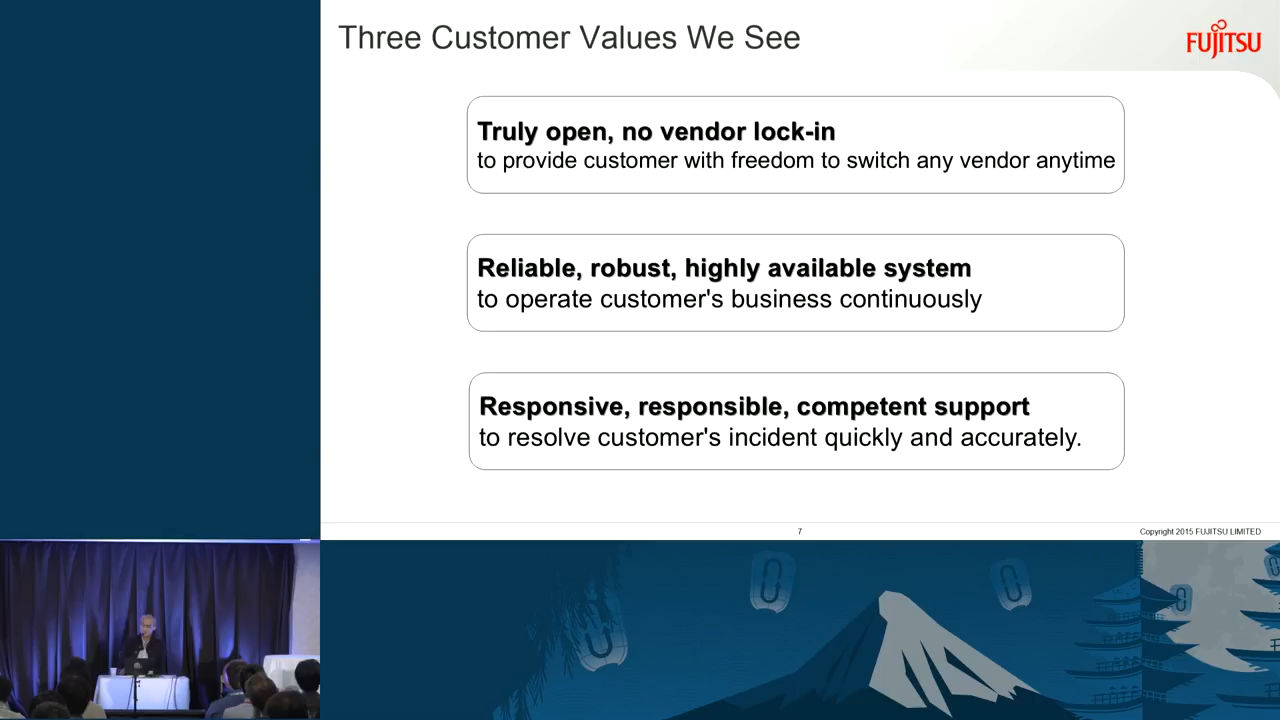 Three Customer Values We See
FUJITSU
Truly open, no vendor lock-in
to provide customer with freedom to switch any vendor anytime
Reliable, robust, highly available system
to operate customer's business continuously
Responsive, responsible, competent support
to resolve customer's incident quickly and accurately.
7
Copyright 2015 FUJITSU LIMITED